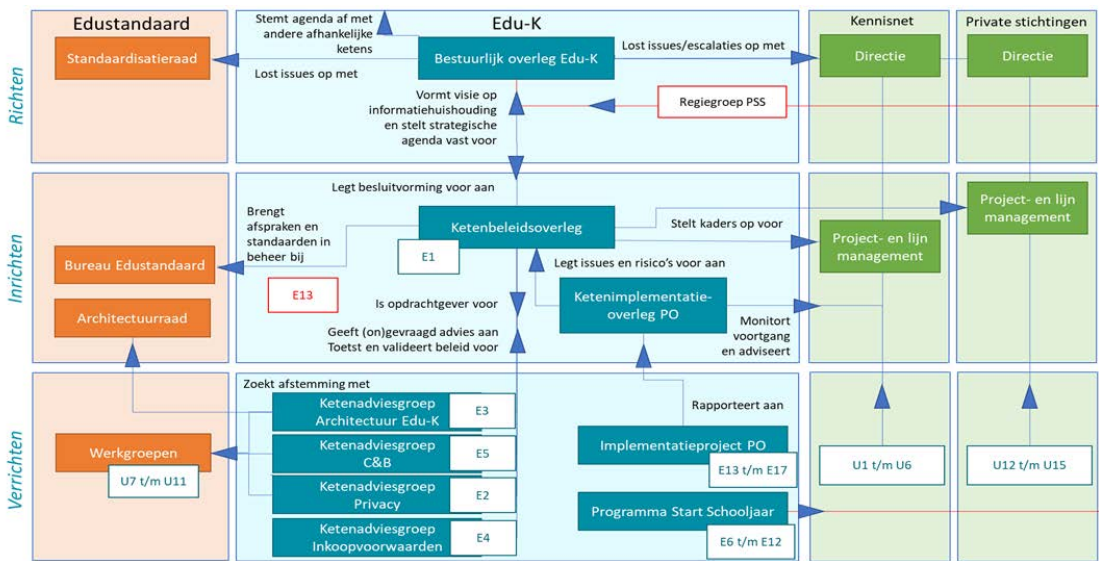 Edustandaard
Edu-K
Kennisnet
Private stichtingen
Richten
Standaardisatieraad
Stemt agenda af met
andere afhankelijke
ketens
Lost issues op met
Bestuurlijk overleg Edu-K
Lost issues/escalaties op met
Directie
Directie
Vormt visie op
informatiehuishouding
en stelt strategische
agenda vast voor
Regiegroep PSS
Inrichten
Legt besluitvorming voor aan
Brengt
afspraken en
standaarden in
beheer bij
Ketenbeleidsoverleg
E1
Stelt kaders op voor
Project- en lijn
management
Project- en lijn
management
Bureau Edustandaard
E13
Architectuurraad
Legt issues en risico's voor aan
Is opdrachtgever voor
Ketenimplementatie-
overleg PO
Geeft (on)gevraagd advies aan
Toetst en valideert beleid voor
Monitort
voortgang
en adviseert
Verrichten
Zoekt afstemming met
Ketenadviesgroep
Architectuur Edu-K
E3
Rapporteert aan
Werkgroepen
U7 t/m U11
Ketenadviesgroep
C&B
E5
Implementatieproject PO
E13 t/m E17
U1 t/m U6
U12 t/m U15
Ketenadviesgroep
Privacy
E2
Programma Start Schooljaar
E6 t/m E12
Ketenadviesgroep
Inkoopvoorwaarden
E4